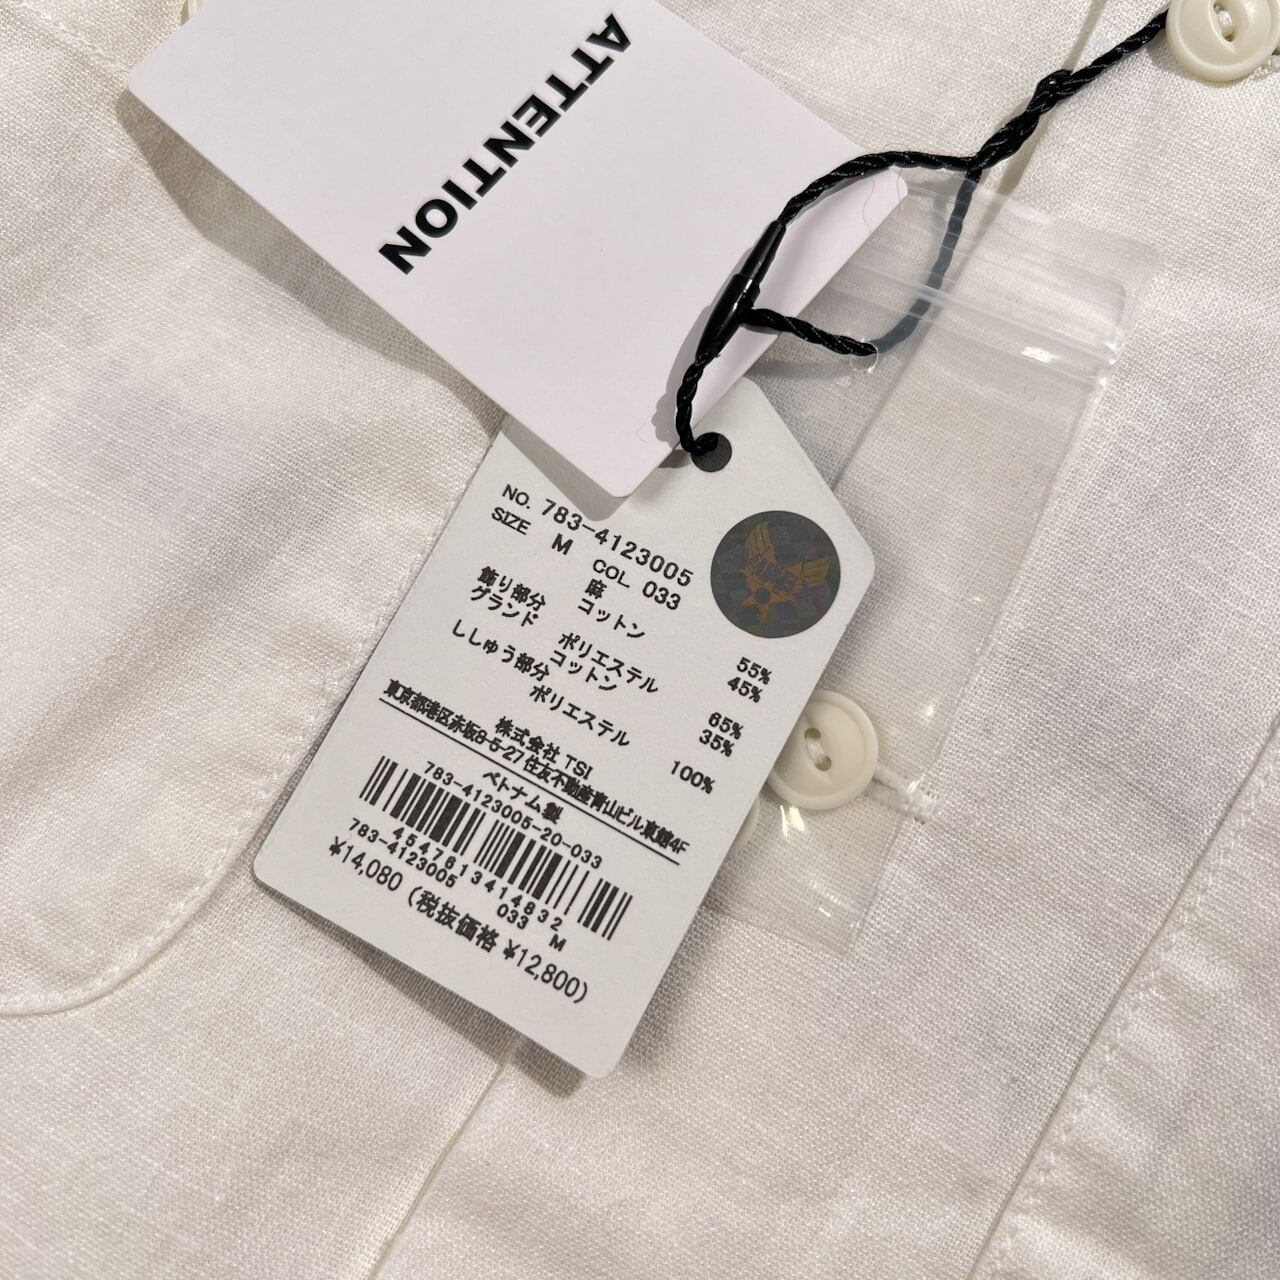 ATTENTION
NO. 783-4123005
SIZE M COL 033
麻 55%
コットン 45%
飾り部分
ポリエステル 65%
コットン 35%
グランド
ししゅう部分
ポリエステル 100%
株式会社 TSI
東京都港区赤坂8-5-27 住友不動産青山ビル東館4F
ベトナム製
783-4123005-20-033
4547613414832
783-4123005 033 M
¥14,080 (税抜価格 ¥12,800)